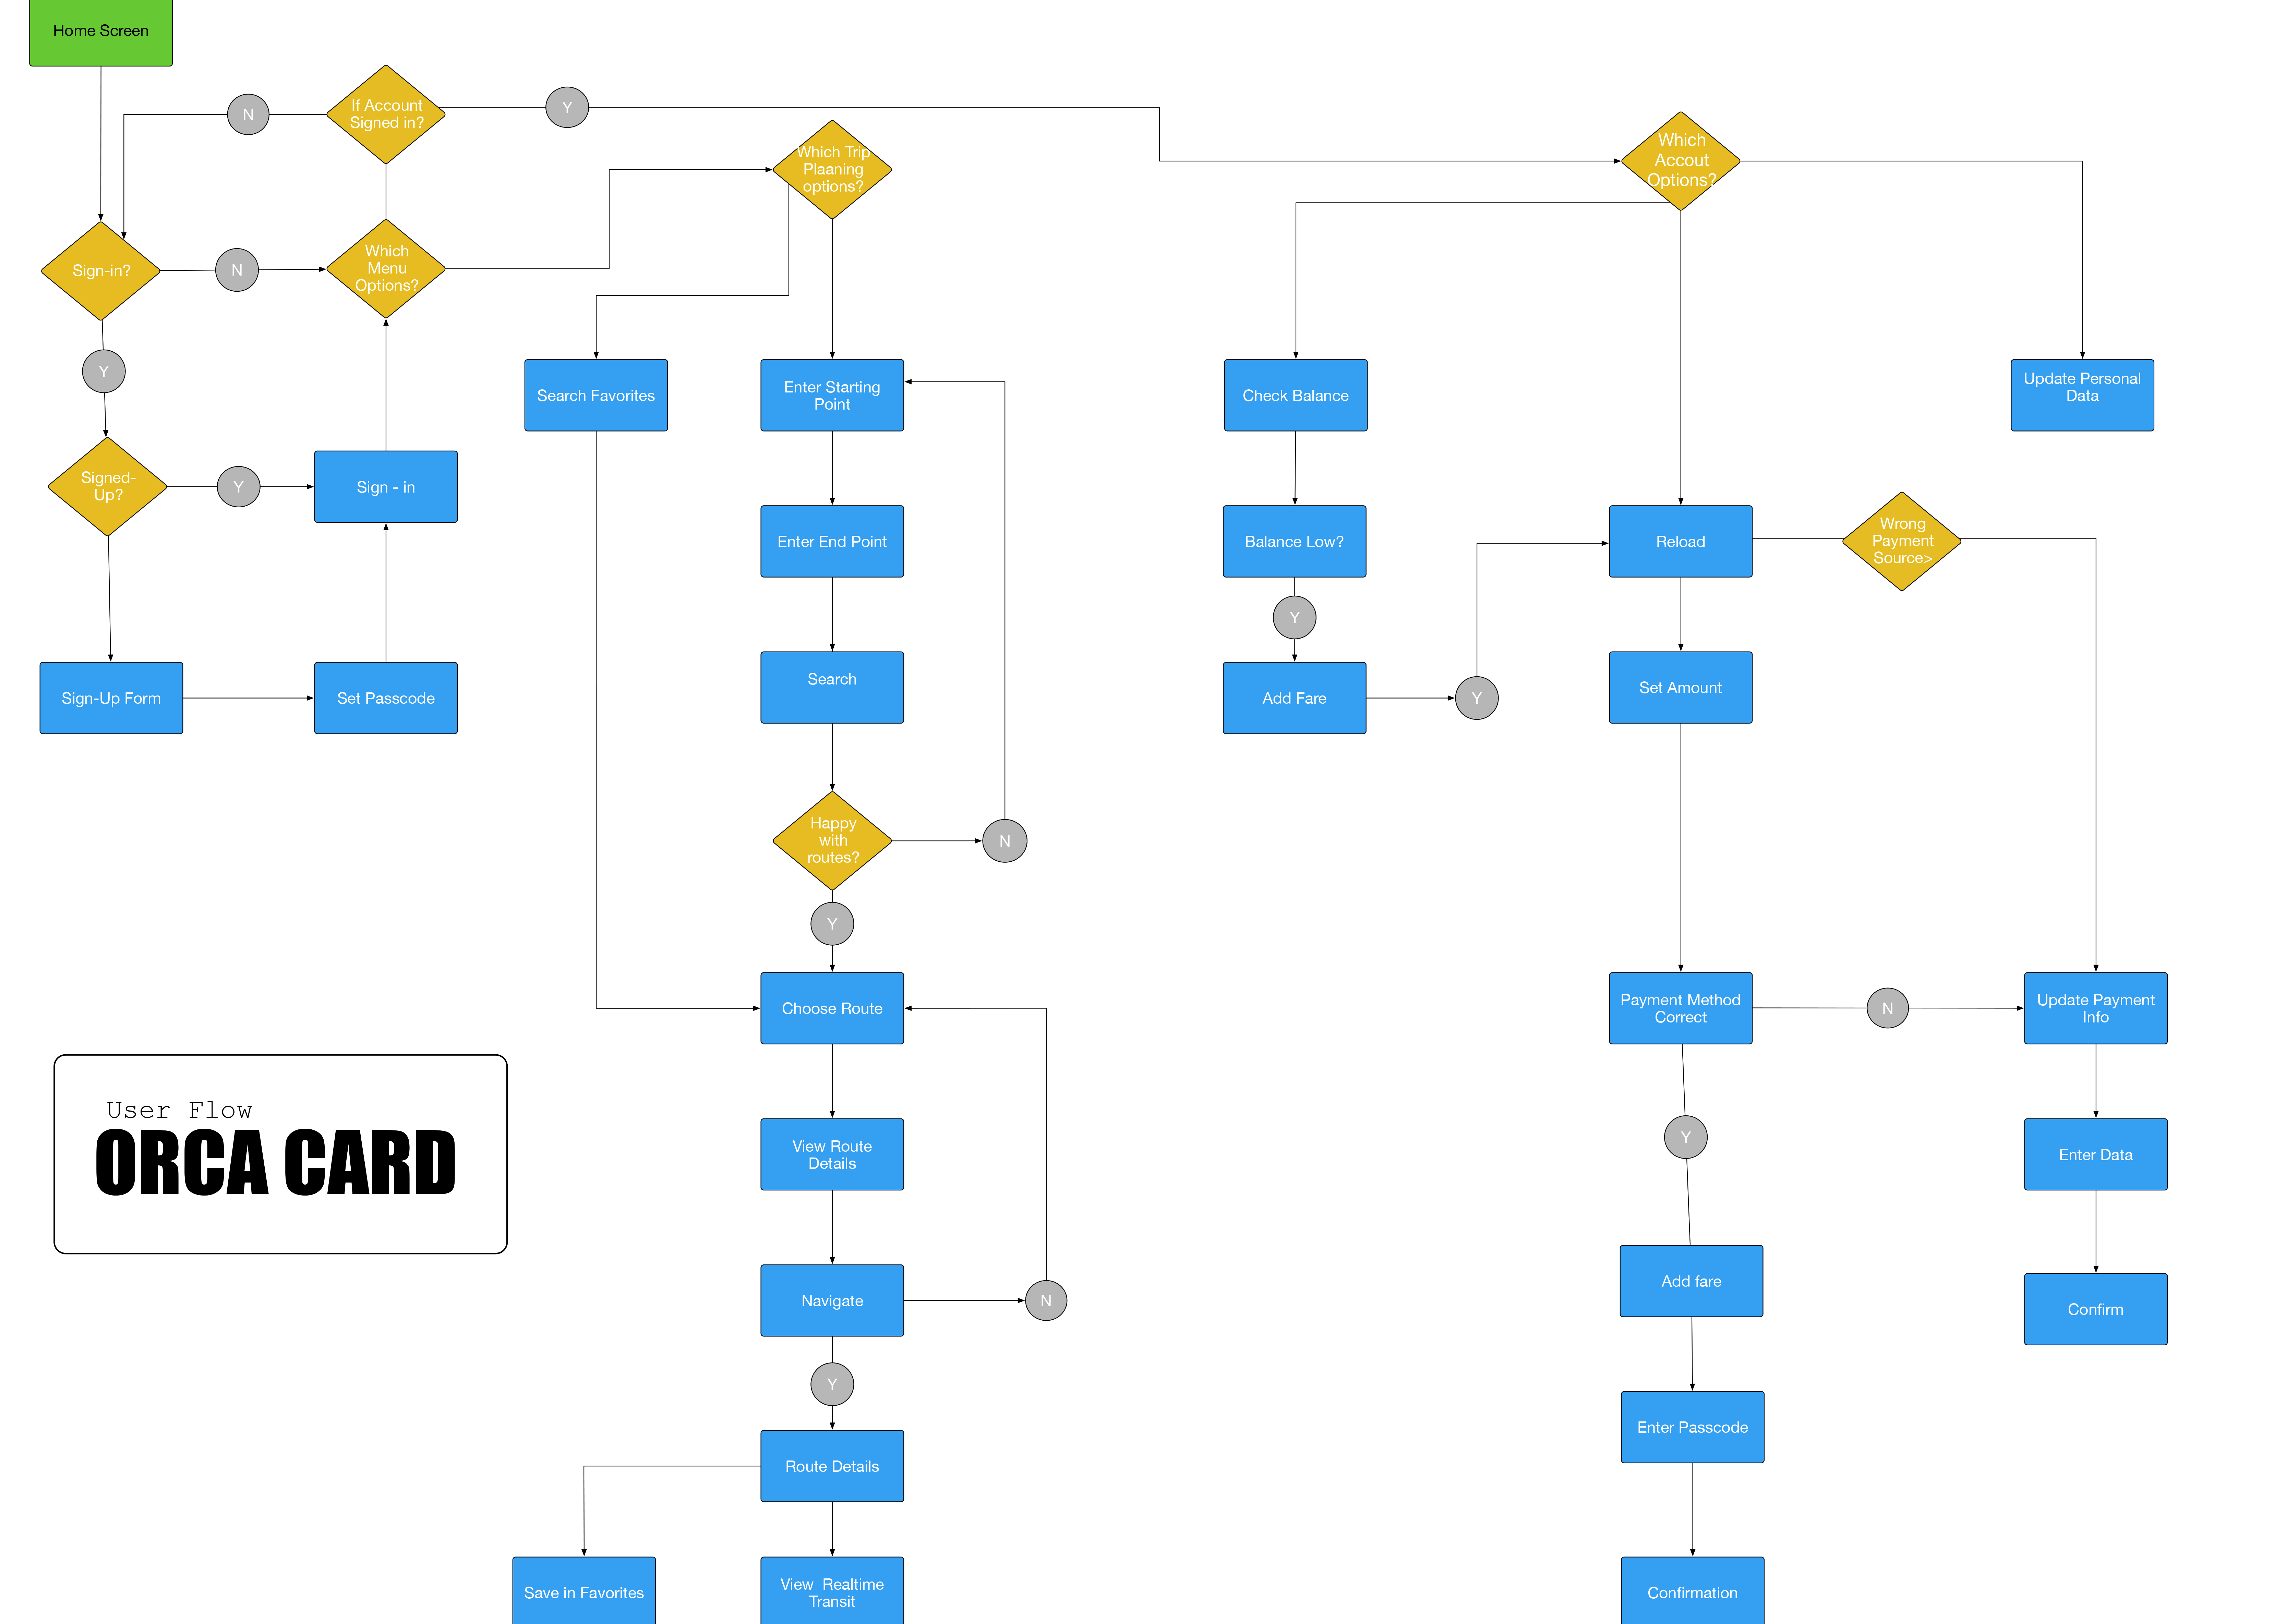 Home Screen
If Account
Signed in?
N
Y
Which Trip
Plaaning
options?
Which
Accout
Options?
Sign-in?
N
Which
Menu
Options?
Y
Search Favorites
Enter Starting
Point
Check Balance
Update Personal
Data
Signed-
Up?
Y
Sign - in
Enter End Point
Balance Low?
Reload
Wrong
Payment
Source>
Y
Sign-Up Form
Set Passcode
Search
Add Fare
Y
Set Amount
Happy
with
routes?
N
Y
Choose Route
Payment Method
Correct
N
Update Payment
Info
User Flow
ORCA CARD
View Route
Details
Y
Enter Data
Navigate
N
Add fare
Confirm
Y
Route Details
Enter Passcode
Save in Favorites
View  Realtime
Transit
Confirmation